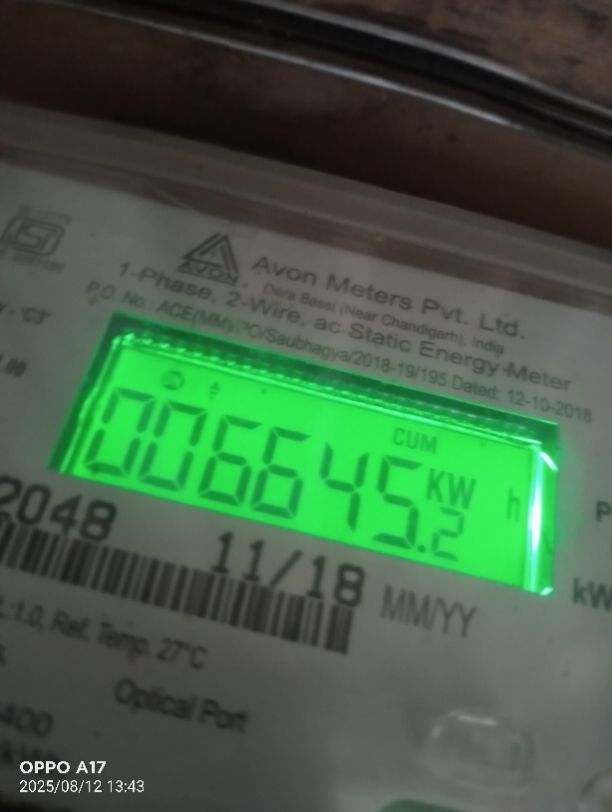 AVON
Avon Meters Pvt. Ltd.
Dera Bassi (Near Chandigarh), India
1-Phase, 2-Wire, ac Static Energy Meter
P.O. No. ACE(MM)/PO/Saubhagya/2018-19/195 Dated: 12-10-2018
CUM
006645.2 KW h
2048
11/18 MM/YY
Ref. Temp. 27°C
Optical Port
OPPO A17
2025/08/12 13:43